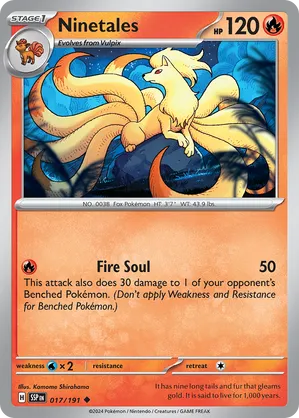 STAGE 1
Ninetales
HP 120
Evolves from Vulpix
NO. 0038 Fox Pokémon HT: 3'7" WT: 43.9 lbs.
Fire Soul 50
This attack also does 30 damage to 1 of your opponent's
Benched Pokémon. (Don't apply Weakness and Resistance
for Benched Pokémon.)
weakness ×2 resistance retreat
Illus. Kamome Shirahama
It has nine long tails and fur that gleams
gold. It is said to live for 1,000 years.
H SSP EN 017/191
©2024 Pokémon / Nintendo / Creatures / GAME FREAK